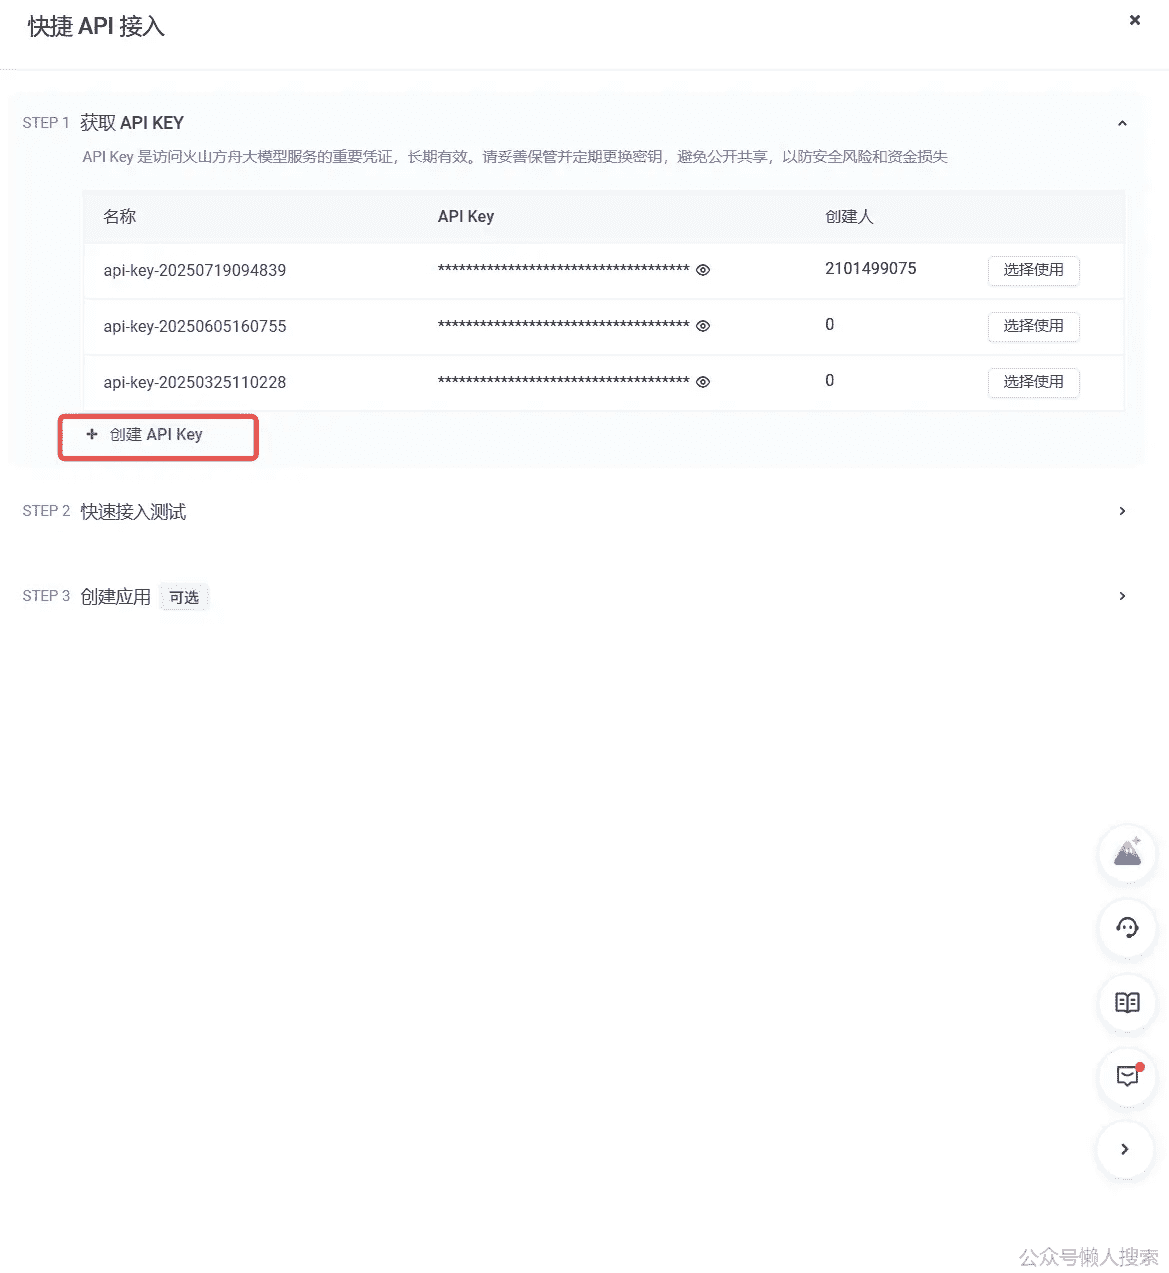 快捷 API 接入
STEP 1 获取 API KEY
API Key 是访问火山方舟大模型服务的重要凭证，长期有效。请妥善保管并定期更换密钥，避免公开共享，以防安全风险和资金损失
名称 API Key 创建人
api-key-20250719094839 ************************************ 2101499075 选择使用
api-key-20250605160755 ************************************ 0 选择使用
api-key-20250325110228 ************************************ 0 选择使用
+ 创建 API Key
STEP 2 快速接入测试
STEP 3 创建应用 可选
公众号懒人搜索